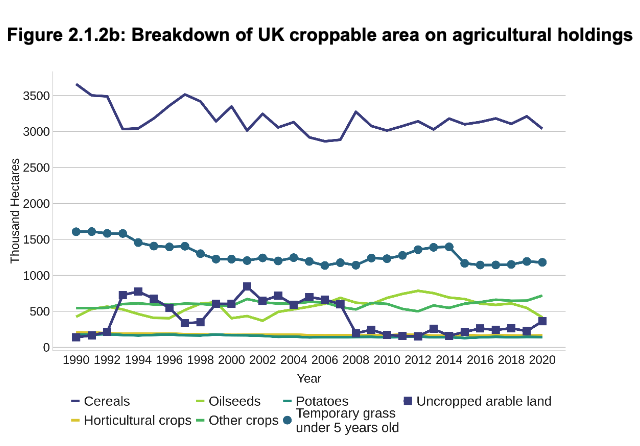 Figure 2.1.2b: Breakdown of UK croppable area on agricultural holdings
3500
3000
2500
2000
1500
1000
500
0
Thousand Hectares
1990 1992 1994 1996 1998 2000 2002 2004 2006 2008 2010 2012 2014 2016 2018 2020
Year
Cereals Oilseeds Potatoes Uncropped arable land
Horticultural crops Other crops Temporary grass
under 5 years old